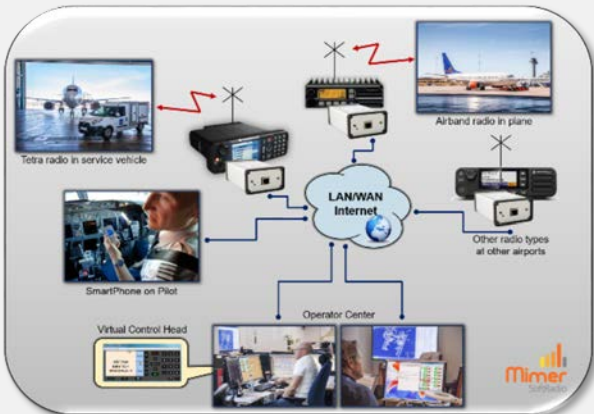 Tetra radio in service vehicle
Airband radio in plane
LAN/WAN
Internet
Other radio types
at other airports
SmartPhone on Pilot
Operator Center
Virtual Control Head
Mimer
SoftRadio